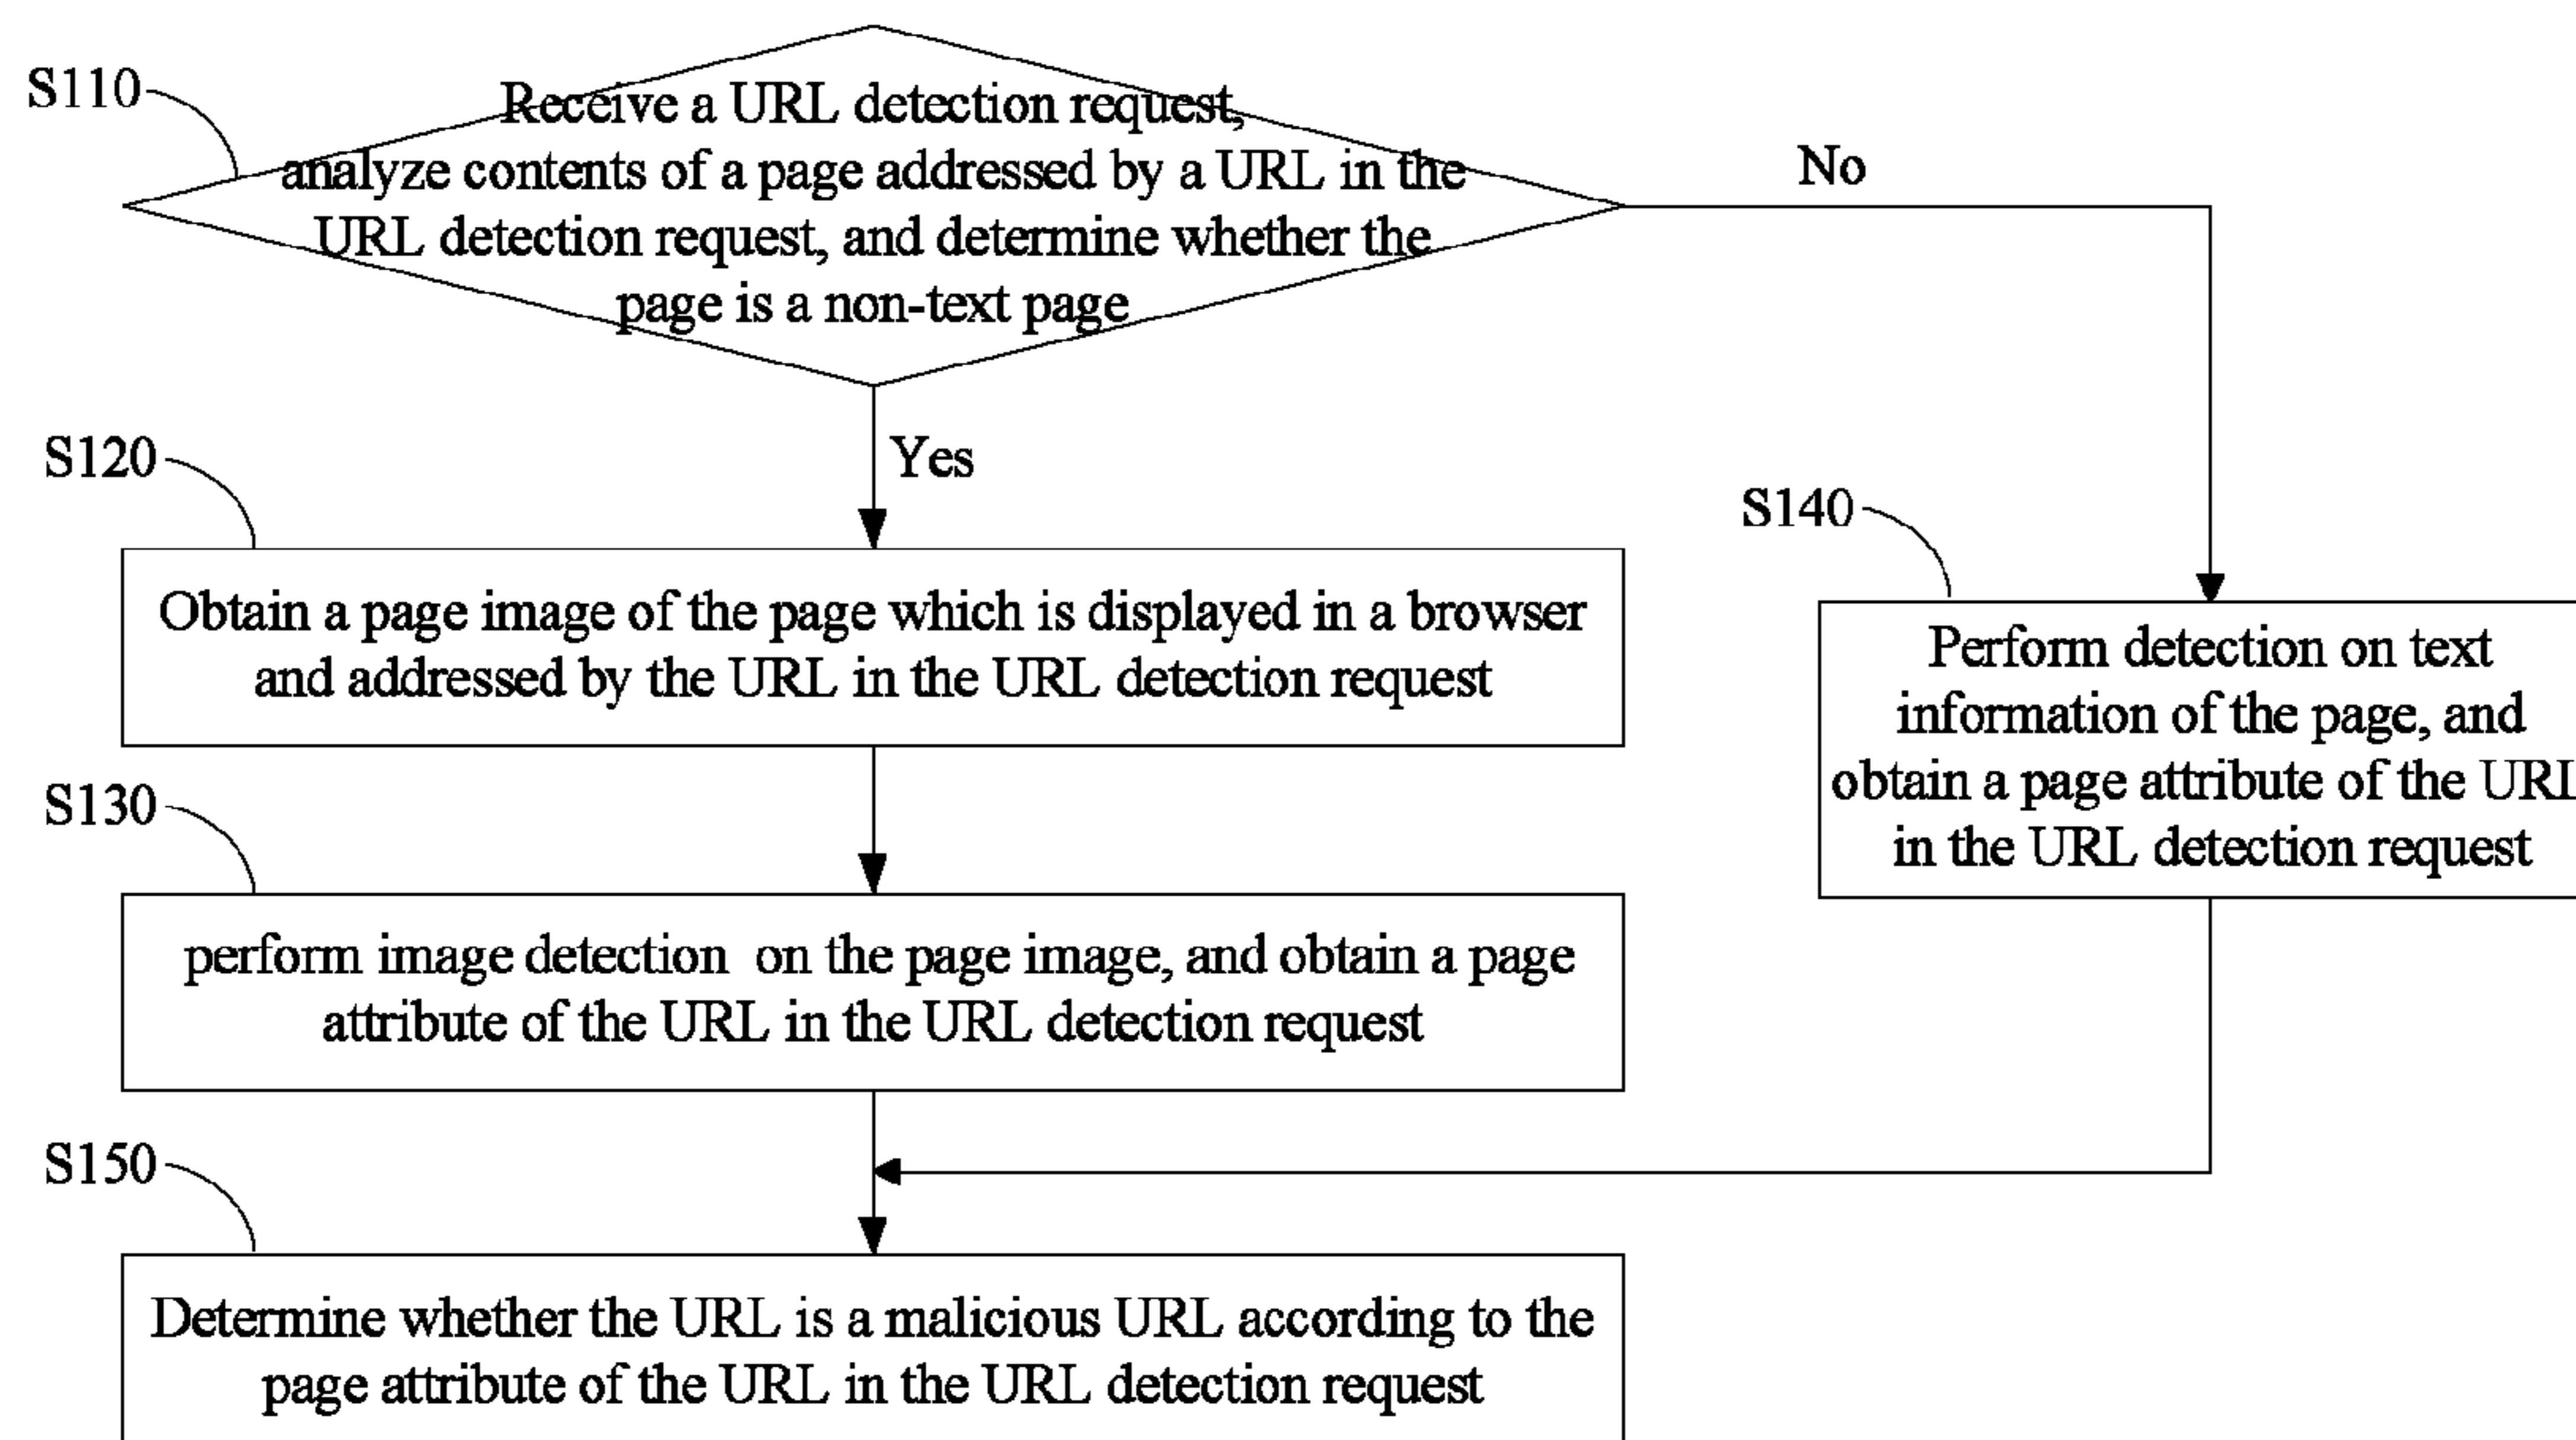 S110
Receive a URL detection request,
analyze contents of a page addressed by a URL in the
URL detection request, and determine whether the
page is a non-text page
No
Yes
S120
Obtain a page image of the page which is displayed in a browser
and addressed by the URL in the URL detection request
S140
Perform detection on text
information of the page, and
obtain a page attribute of the URL
in the URL detection request
S130
perform image detection on the page image, and obtain a page
attribute of the URL in the URL detection request
S150
Determine whether the URL is a malicious URL according to the
page attribute of the URL in the URL detection request